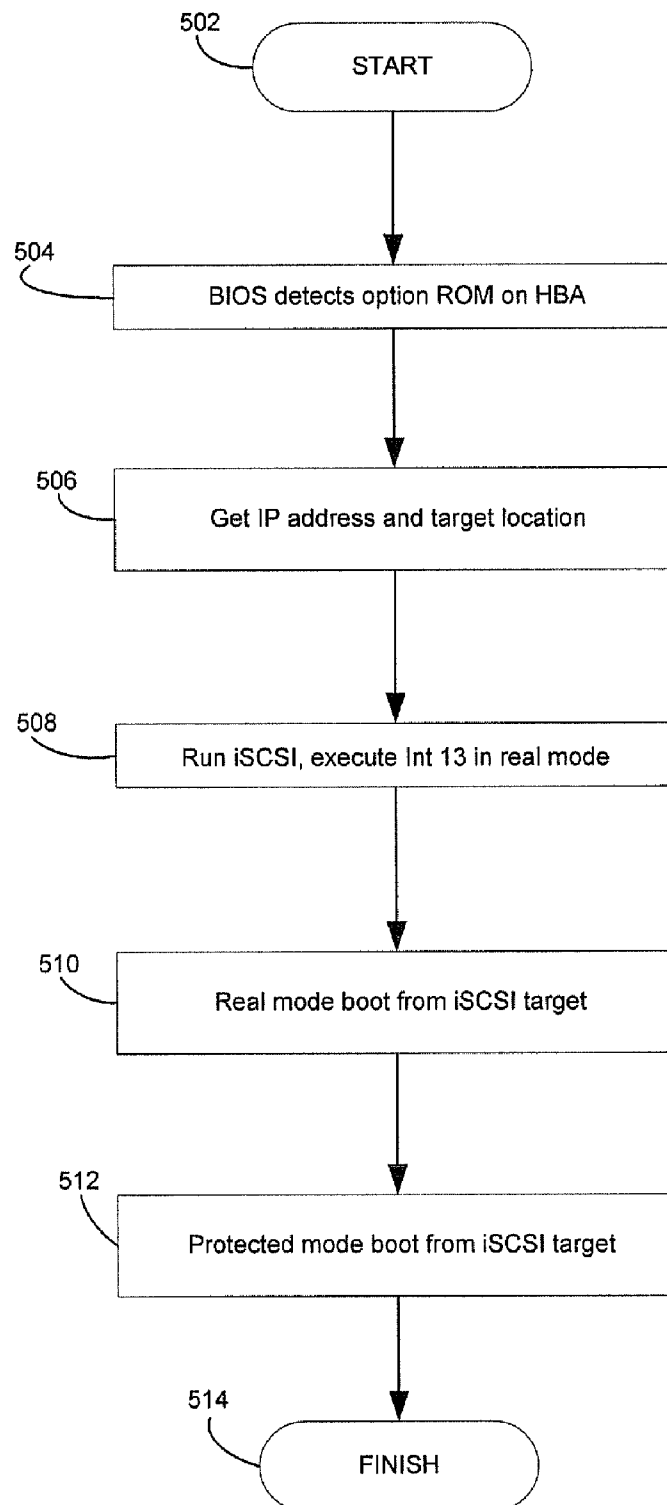 502
START
504
BIOS detects option ROM on HBA
506
Get IP address and target location
508
Run iSCSI, execute Int 13 in real mode
510
Real mode boot from iSCSI target
512
Protected mode boot from iSCSI target
514
FINISH